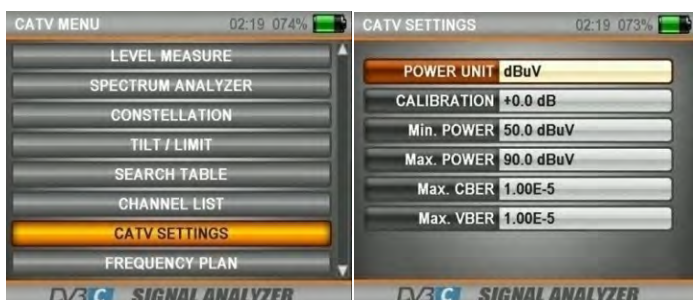 CATV MENU 02:19 074%
LEVEL MEASURE
SPECTRUM ANALYZER
CONSTELLATION
TILT / LIMIT
SEARCH TABLE
CHANNEL LIST
CATV SETTINGS
FREQUENCY PLAN
DVB C SIGNAL ANALYZER
CATV SETTINGS 02:19 073%
POWER UNIT dBuV
CALIBRATION +0.0 dB
Min. POWER 50.0 dBuV
Max. POWER 90.0 dBuV
Max. CBER 1.00E-5
Max. VBER 1.00E-5
DVB C SIGNAL ANALYZER